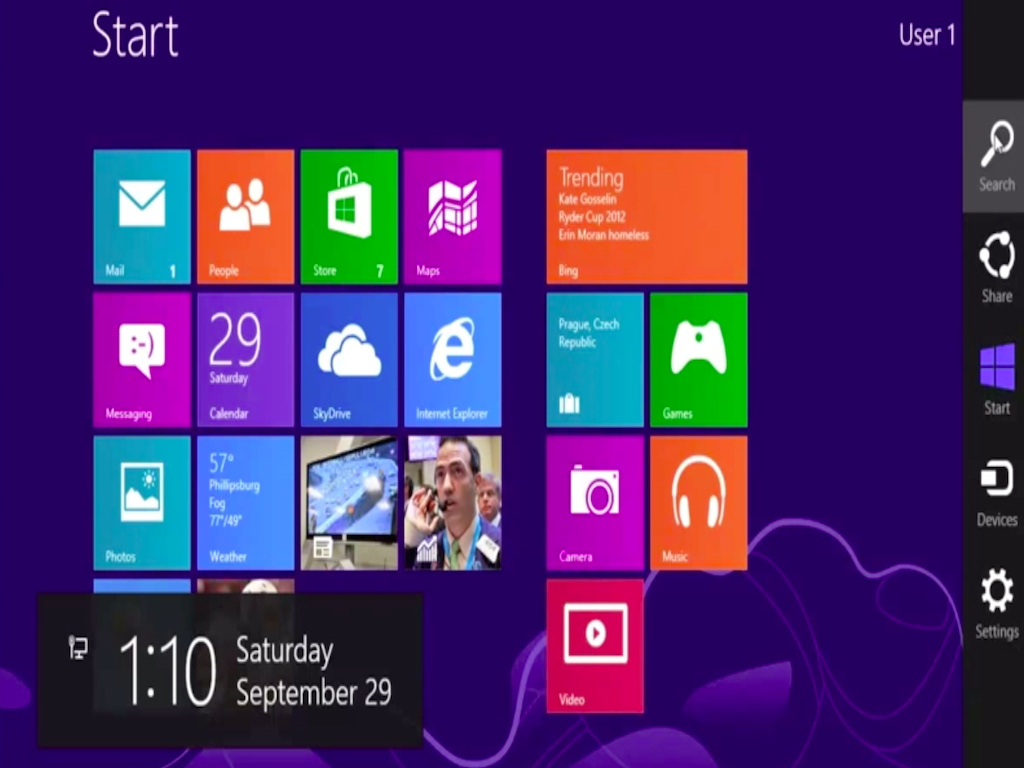 Start
User 1
Mail 1
People
Store 7
Maps
Trending
Kate Gosselin
Ryder Cup 2012
Erin Moran homeless
Bing
Messaging
29
Saturday
Calendar
SkyDrive
Internet Explorer
Prague, Czech
Republic
Games
Photos
57°
Phillipsburg
Fog
77°/49°
Weather
Camera
Music
Video
1:10
Saturday
September 29
Search
Share
Start
Devices
Settings